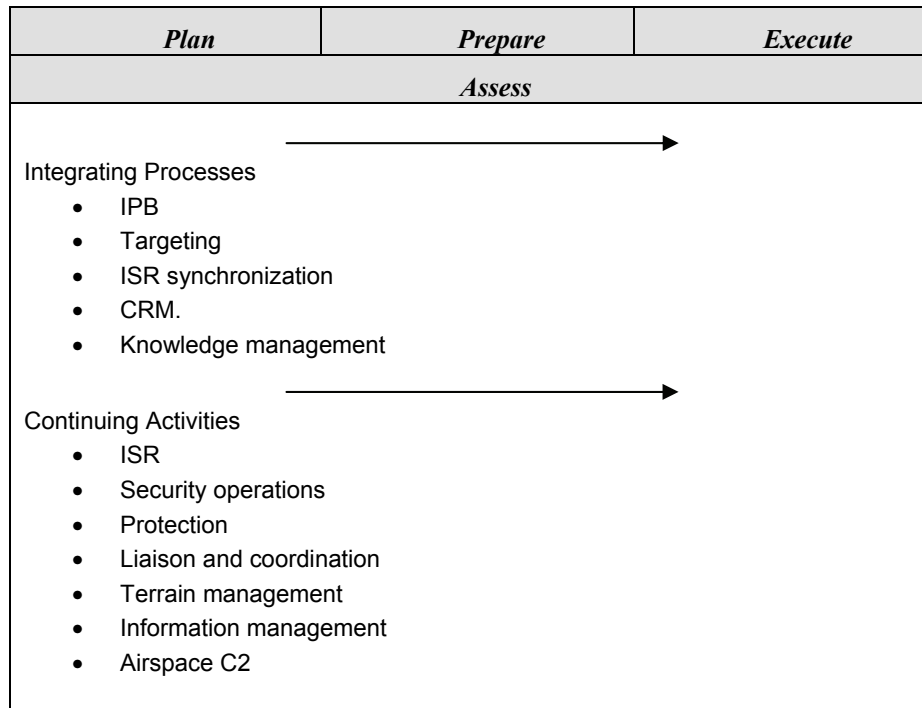 Plan Prepare Execute
Assess
Integrating Processes
• IPB
• Targeting
• ISR synchronization
• CRM.
• Knowledge management
Continuing Activities
• ISR
• Security operations
• Protection
• Liaison and coordination
• Terrain management
• Information management
• Airspace C2